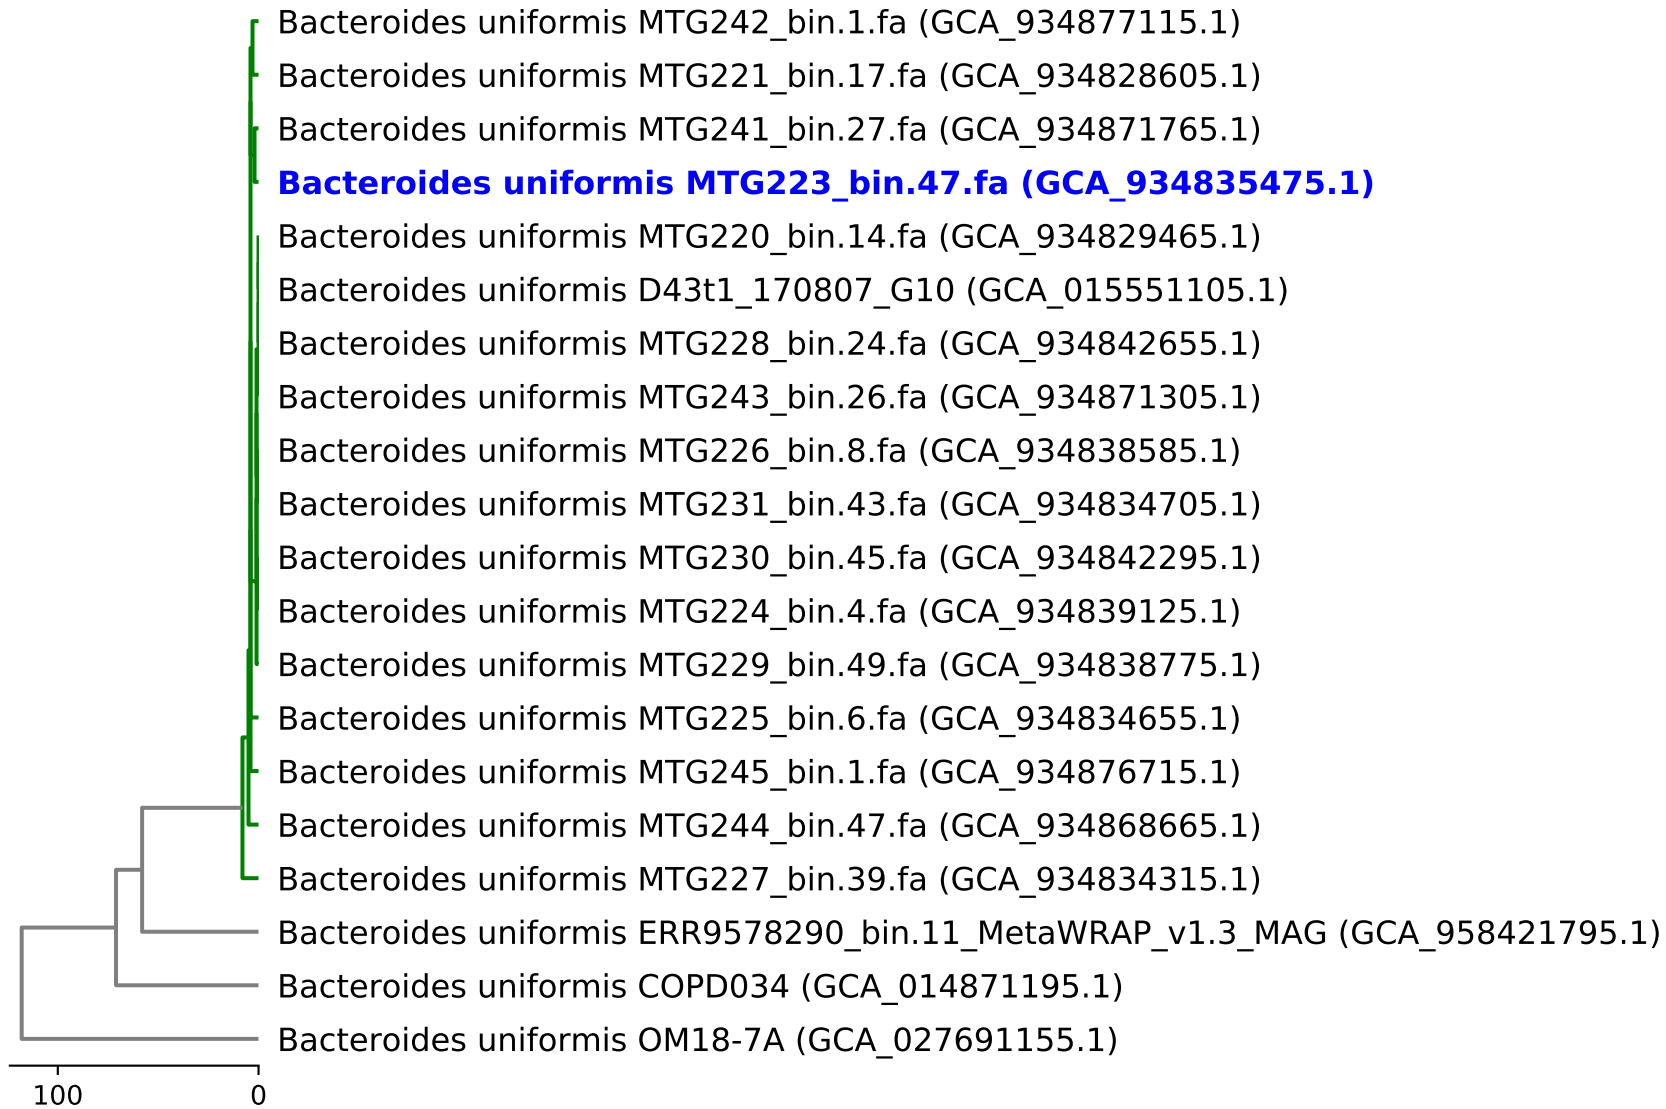 Bacteroides uniformis MTG242_bin.1.fa (GCA_934877115.1)
Bacteroides uniformis MTG221_bin.17.fa (GCA_934828605.1)
Bacteroides uniformis MTG241_bin.27.fa (GCA_934871765.1)
Bacteroides uniformis MTG223_bin.47.fa (GCA_934835475.1)
Bacteroides uniformis MTG220_bin.14.fa (GCA_934829465.1)
Bacteroides uniformis D43t1_170807_G10 (GCA_015551105.1)
Bacteroides uniformis MTG228_bin.24.fa (GCA_934842655.1)
Bacteroides uniformis MTG243_bin.26.fa (GCA_934871305.1)
Bacteroides uniformis MTG226_bin.8.fa (GCA_934838585.1)
Bacteroides uniformis MTG231_bin.43.fa (GCA_934834705.1)
Bacteroides uniformis MTG230_bin.45.fa (GCA_934842295.1)
Bacteroides uniformis MTG224_bin.4.fa (GCA_934839125.1)
Bacteroides uniformis MTG229_bin.49.fa (GCA_934838775.1)
Bacteroides uniformis MTG225_bin.6.fa (GCA_934834655.1)
Bacteroides uniformis MTG245_bin.1.fa (GCA_934876715.1)
Bacteroides uniformis MTG244_bin.47.fa (GCA_934868665.1)
Bacteroides uniformis MTG227_bin.39.fa (GCA_934834315.1)
Bacteroides uniformis ERR9578290_bin.11_MetaWRAP_v1.3_MAG (GCA_958421795.1)
Bacteroides uniformis COPD034 (GCA_014871195.1)
Bacteroides uniformis OM18-7A (GCA_027691155.1)
100 0